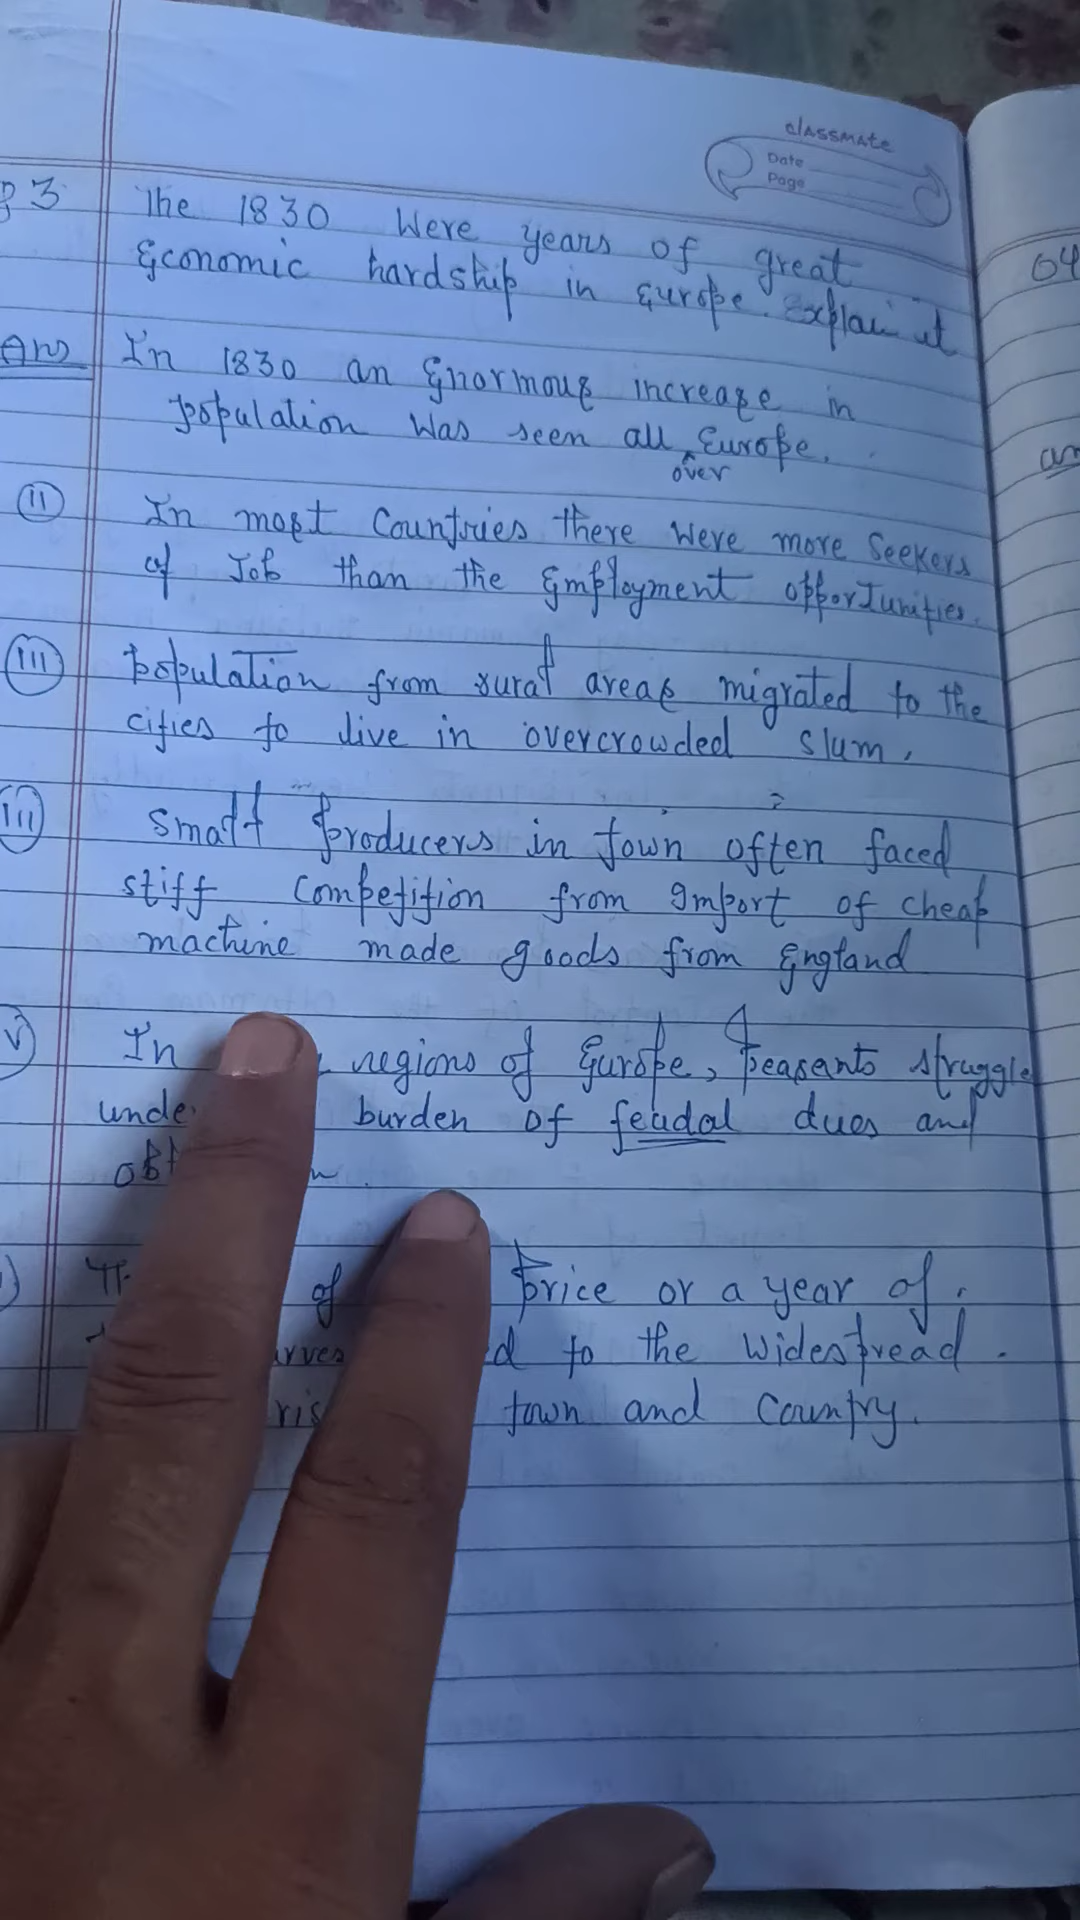 classmate
Date
Page
3 The 1830 were years of great
Economic hardship in Europe. Explain it
Ans In 1830 an Enormous increase in
population was seen all over Europe.
(ii) In most Countries there were more Seekers
of Job than the Employment opportunities.
(iii) population from rural areas migrated to the
cities to live in overcrowded slum.
(iii) small producers in town often faced
stiff Competition from import of cheap
machine made goods from England
In regions of Europe, peasants struggle
burden of feudal dues and
of price or a year of
to the widespread.
town and country.
04